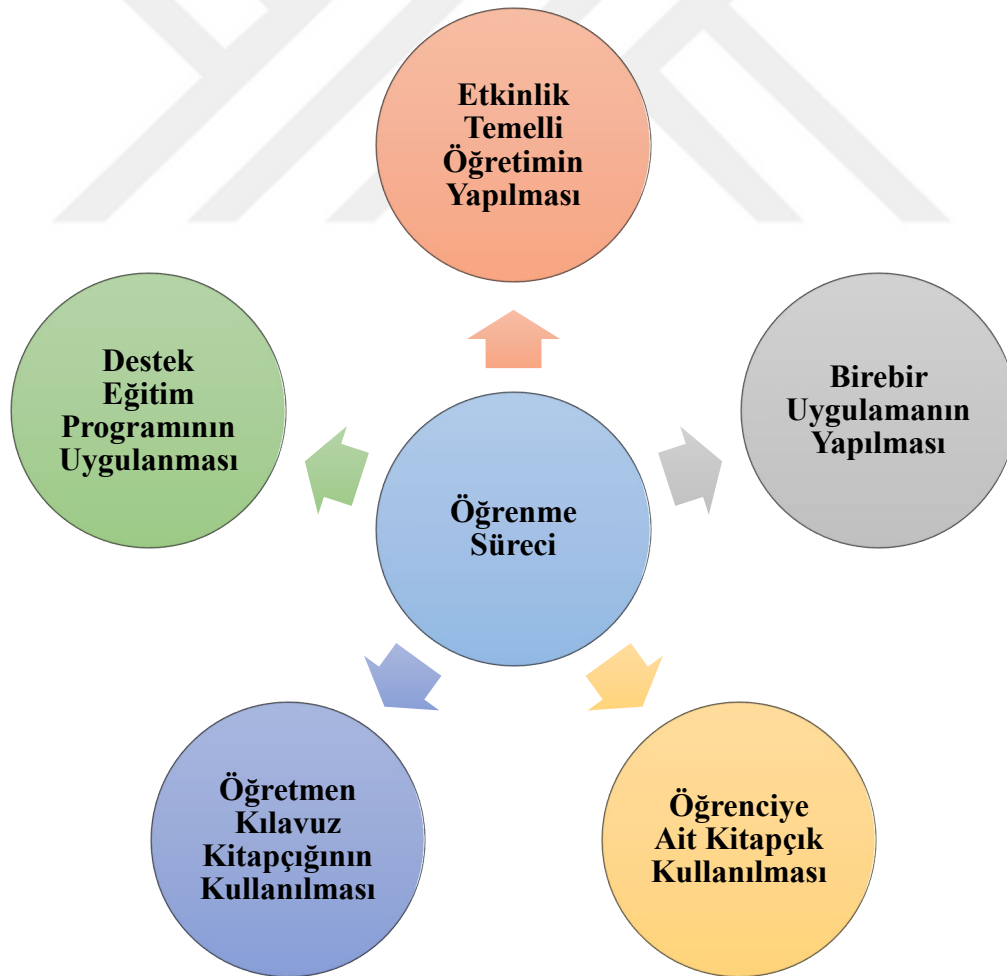 Etkinlik
Temelli
Öğretimin
Yapılması
Destek
Eğitim
Programının
Uygulanması
Birebir
Uygulamanın
Yapılması
Öğrenme
Süreci
Öğretmen
Kılavuz
Kitapçığının
Kullanılması
Öğrenciye
Ait Kitapçık
Kullanılması